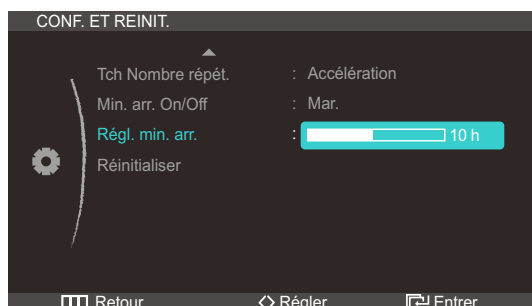 CONF. ET REINIT.
Tch Nombre répét. : Accélération
Min. arr. On/Off : Mar.
Régl. min. arr. : 10 h
Réinitialiser
Retour Régler Entrer